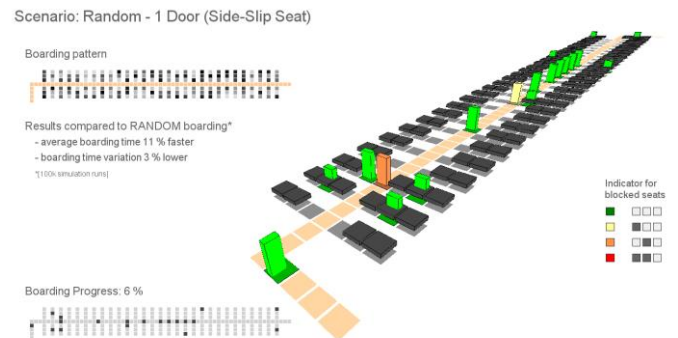 Scenario: Random - 1 Door (Side-Slip Seat)
Boarding pattern
Results compared to RANDOM boarding*
- average boarding time 11 % faster
- boarding time variation 3 % lower
*[100k simulation runs]
Indicator for
blocked seats
Boarding Progress: 6 %